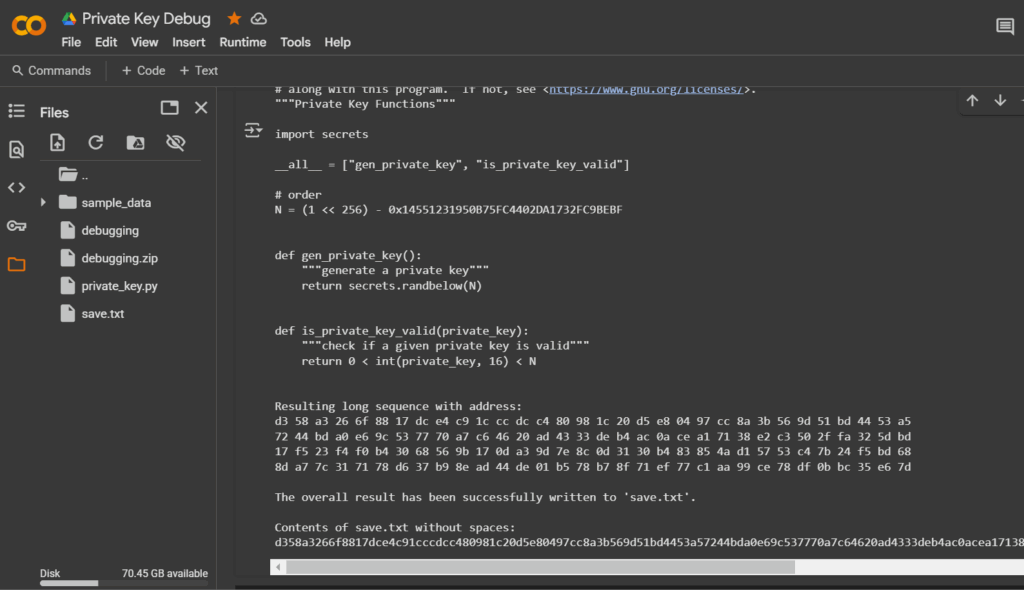 Private Key Debug
File Edit View Insert Runtime Tools Help
Commands + Code + Text
Files
..
sample_data
debugging
debugging.zip
private_key.py
save.txt
Disk 70.45 GB available
# along with this program. If not, see <https://www.gnu.org/licenses/>.
"""Private Key Functions"""
import secrets
__all__ = ["gen_private_key", "is_private_key_valid"]
# order
N = (1 << 256) - 0x14551231950B75FC4402DA1732FC9BEBF
def gen_private_key():
"""generate a private key"""
return secrets.randbelow(N)
def is_private_key_valid(private_key):
"""check if a given private key is valid"""
return 0 < int(private_key, 16) < N
Resulting long sequence with address:
d3 58 a3 26 6f 88 17 dc e4 c9 1c cc dc c4 80 98 1c 20 d5 e8 04 97 cc 8a 3b 56 9d 51 bd 44 53 a5
72 44 bd a0 e6 9c 53 77 70 a7 c6 46 20 ad 43 33 de b4 ac 0a ce a1 71 38 e2 c3 50 2f fa 32 5d bd
17 f5 23 f4 f0 b4 30 68 56 9b 17 0d a3 9d 7e 8c 0d 31 30 b4 83 85 4a d1 57 53 c4 7b 24 f5 bd 68
8d a7 7c 31 71 78 d6 37 b9 8e ad 44 de 01 b5 78 b7 8f 71 ef 77 c1 aa 99 ce 78 df 0b bc 35 e6 7d
The overall result has been successfully written to 'save.txt'.
Contents of save.txt without spaces:
d358a3266f8817dce4c91cccdcc480981c20d5e80497cc8a3b569d51bd4453a57244bda0e69c537770a7c64620ad4333deb4ac0acea17138